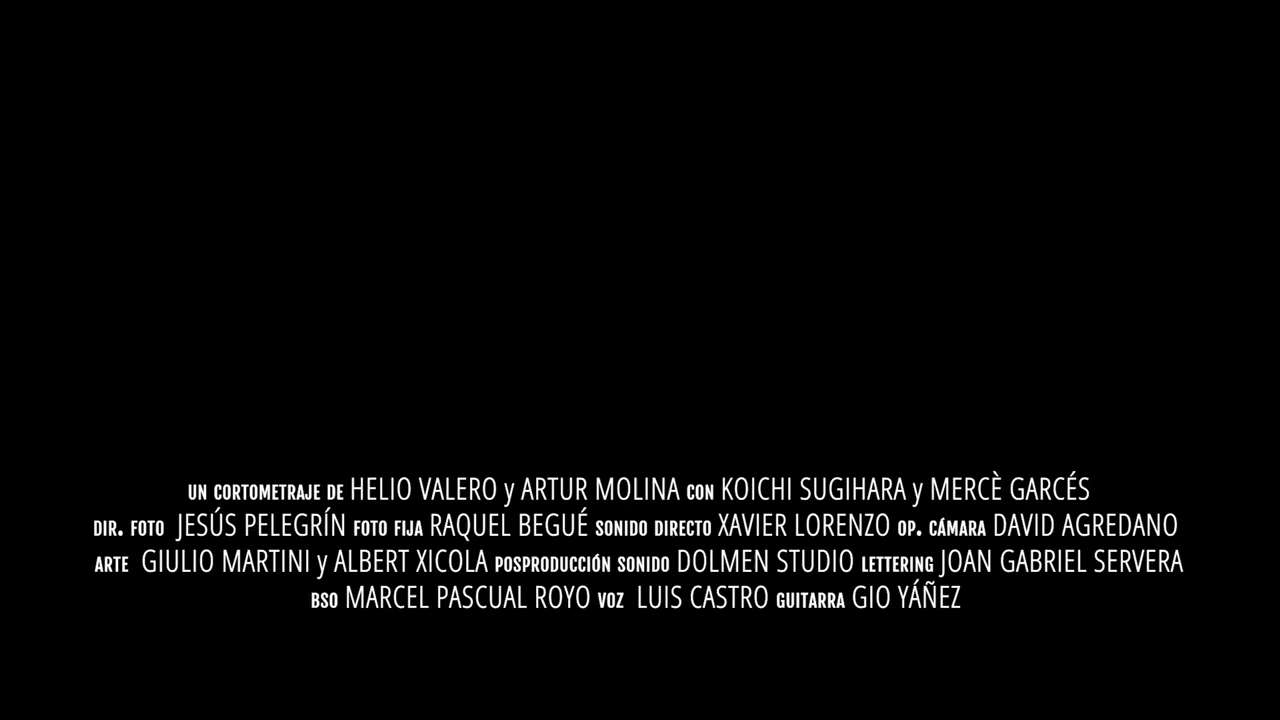 UN CORTOMETRAJE DE HELIO VALERO y ARTUR MOLINA CON KOICHI SUGIHARA y MERCÈ GARCÉS
DIR. FOTO JESÚS PELEGRÍN FOTO FIJA RAQUEL BEGUÉ SONIDO DIRECTO XAVIER LORENZO OP. CÁMARA DAVID AGREDANO
ARTE GIULIO MARTINI y ALBERT XICOLA POSPRODUCCIÓN SONIDO DOLMEN STUDIO LETTERING JOAN GABRIEL SERVERA
BSO MARCEL PASCUAL ROYO VOZ LUIS CASTRO GUITARRA GIO YÁÑEZ